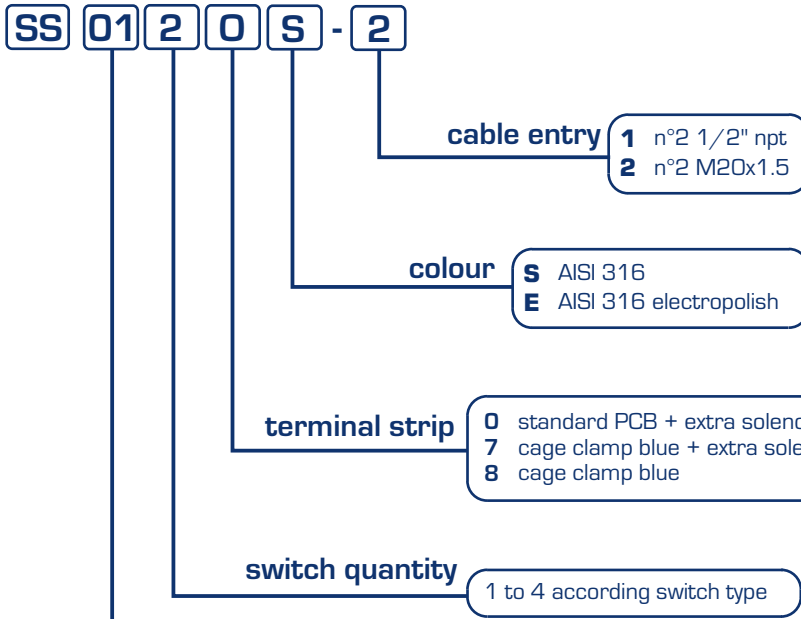 SS 01 2 0 S - 2
cable entry
1 n°2 1/2" npt
2 n°2 M20x1.5
colour
S AISI 316
E AISI 316 electropolish
terminal strip
0 standard PCB + extra
7 cage clamp blue + extra
8 cage clamp blue
switch quantity
1 to 4 according switch type